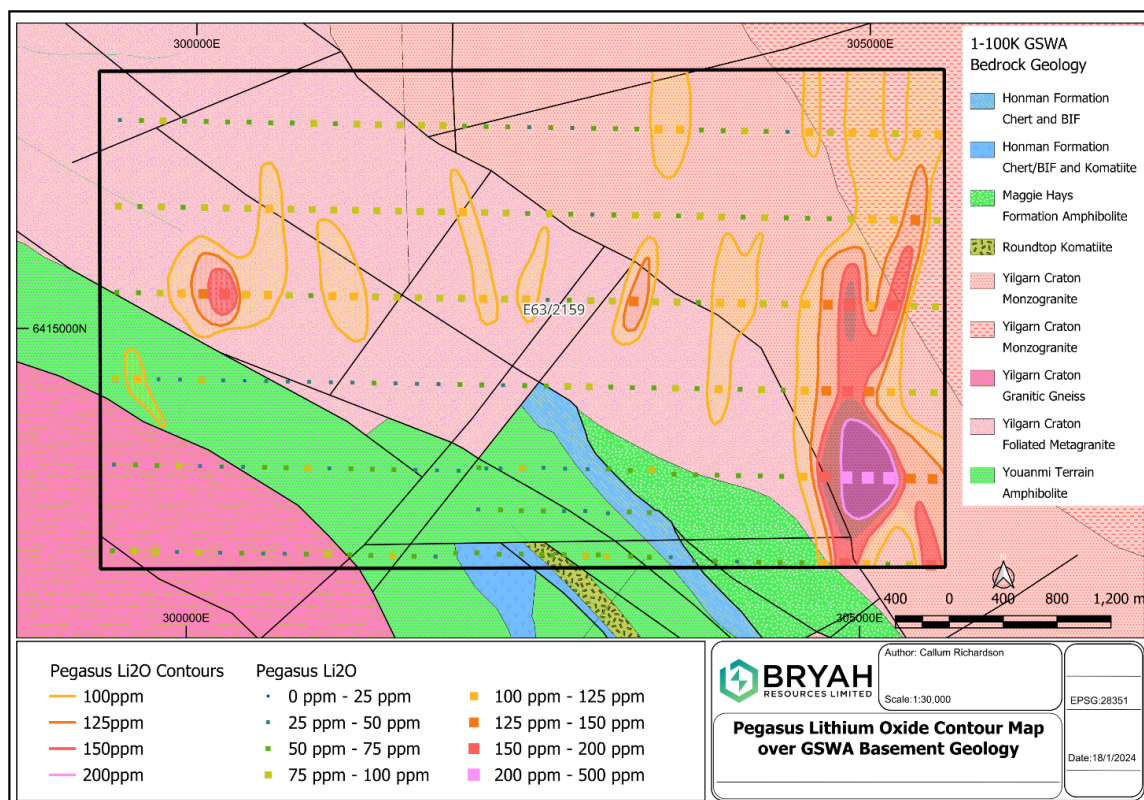 300000E
305000E
1-100K GSWA
Bedrock Geology
Honman Formation
Chert and BIF
Honman Formation
Chert/BIF and Komatiite
Maggie Hays
Formation Amphibolite
Roundtop Komatiite
Yilgarn Craton
Monzogranite
Yilgarn Craton
Monzogranite
Yilgarn Craton
Granitic Gneiss
Yilgarn Craton
Foliated Metagranite
Youanmi Terrain
Amphibolite
E63/2159
6415000N
N
400 0 400 800 1,200 m
300000E
305000E
Pegasus Li2O Contours
100ppm
125ppm
150ppm
200ppm
Pegasus Li2O
0 ppm - 25 ppm
25 ppm - 50 ppm
50 ppm - 75 ppm
75 ppm - 100 ppm
100 ppm - 125 ppm
125 ppm - 150 ppm
150 ppm - 200 ppm
200 ppm - 500 ppm
BRYAH
RESOURCES LIMITED
Author: Callum Richardson
Scale:1:30,000
EPSG:28351
Pegasus Lithium Oxide Contour Map
over GSWA Basement Geology
Date:18/1/2024